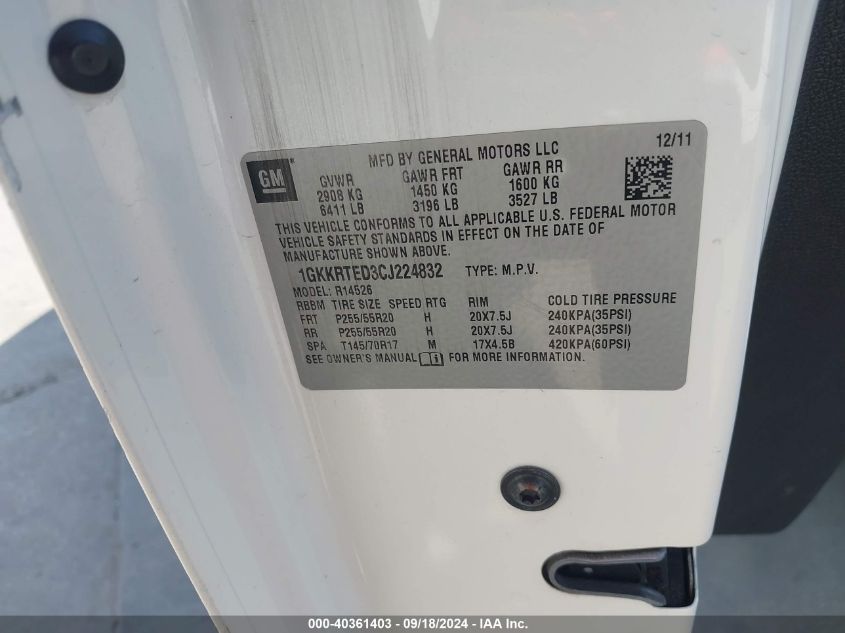 12/11
MFD BY GENERAL MOTORS LLC
GM
GVWR GAWR FRT GAWR RR
2908 KG 1450 KG 1600 KG
6411 LB 3196 LB 3527 LB
THIS VEHICLE CONFORMS TO ALL APPLICABLE U.S. FEDERAL MOTOR
VEHICLE SAFETY STANDARDS IN EFFECT ON THE DATE OF
MANUFACTURE SHOWN ABOVE.
1GKKRTED3CJ224832 TYPE: M.P.V.
MODEL: R14526
RBBM TIRE SIZE SPEED RTG RIM COLD TIRE PRESSURE
FRT P255/55R20 H 20X7.5J 240KPA(35PSI)
RR P255/55R20 H 20X7.5J 240KPA(35PSI)
SPA T145/70R17 M 17X4.5B 420KPA(60PSI)
SEE OWNER'S MANUAL i FOR MORE INFORMATION.
000-40361403 - 09/18/2024 - IAA Inc.